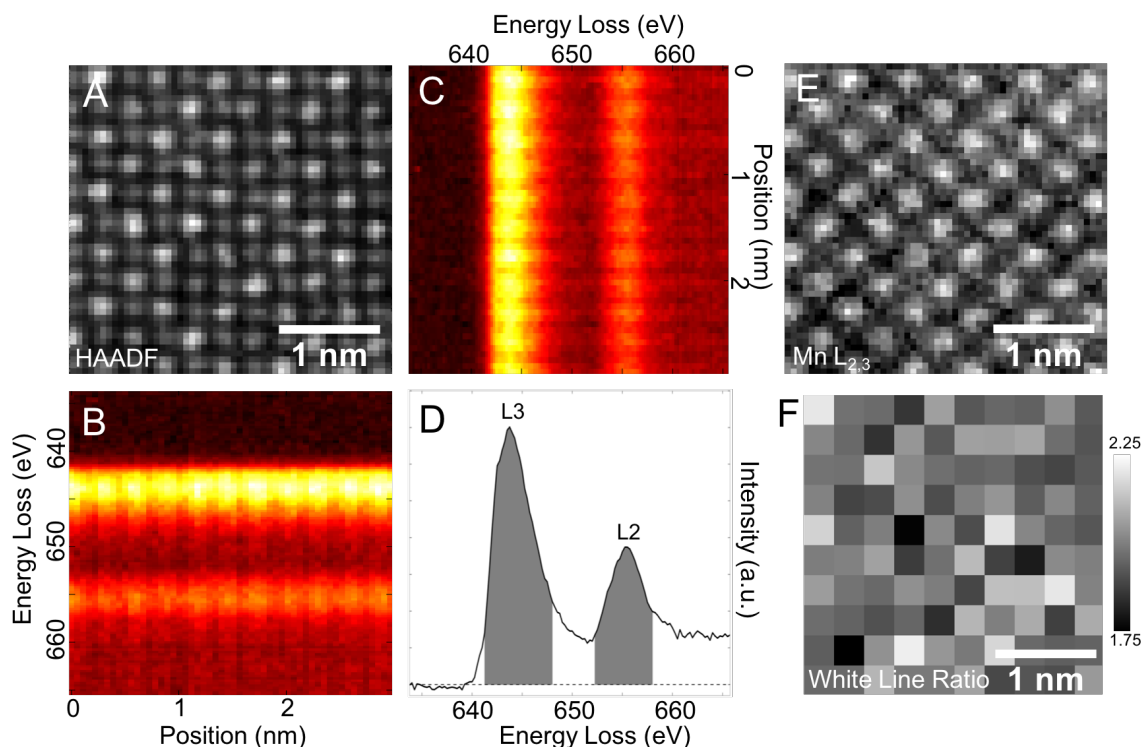 Energy Loss (eV)
640 650 660
A
HAADF
1 nm
C
0
1
2
Position (nm)
E
Mn L2,3
1 nm
B
Energy Loss (eV)
640
650
660
0 1 2
Position (nm)
D
L3
L2
Intensity (a.u.)
640 650 660
Energy Loss (eV)
F
2.25
1.75
White Line Ratio
1 nm